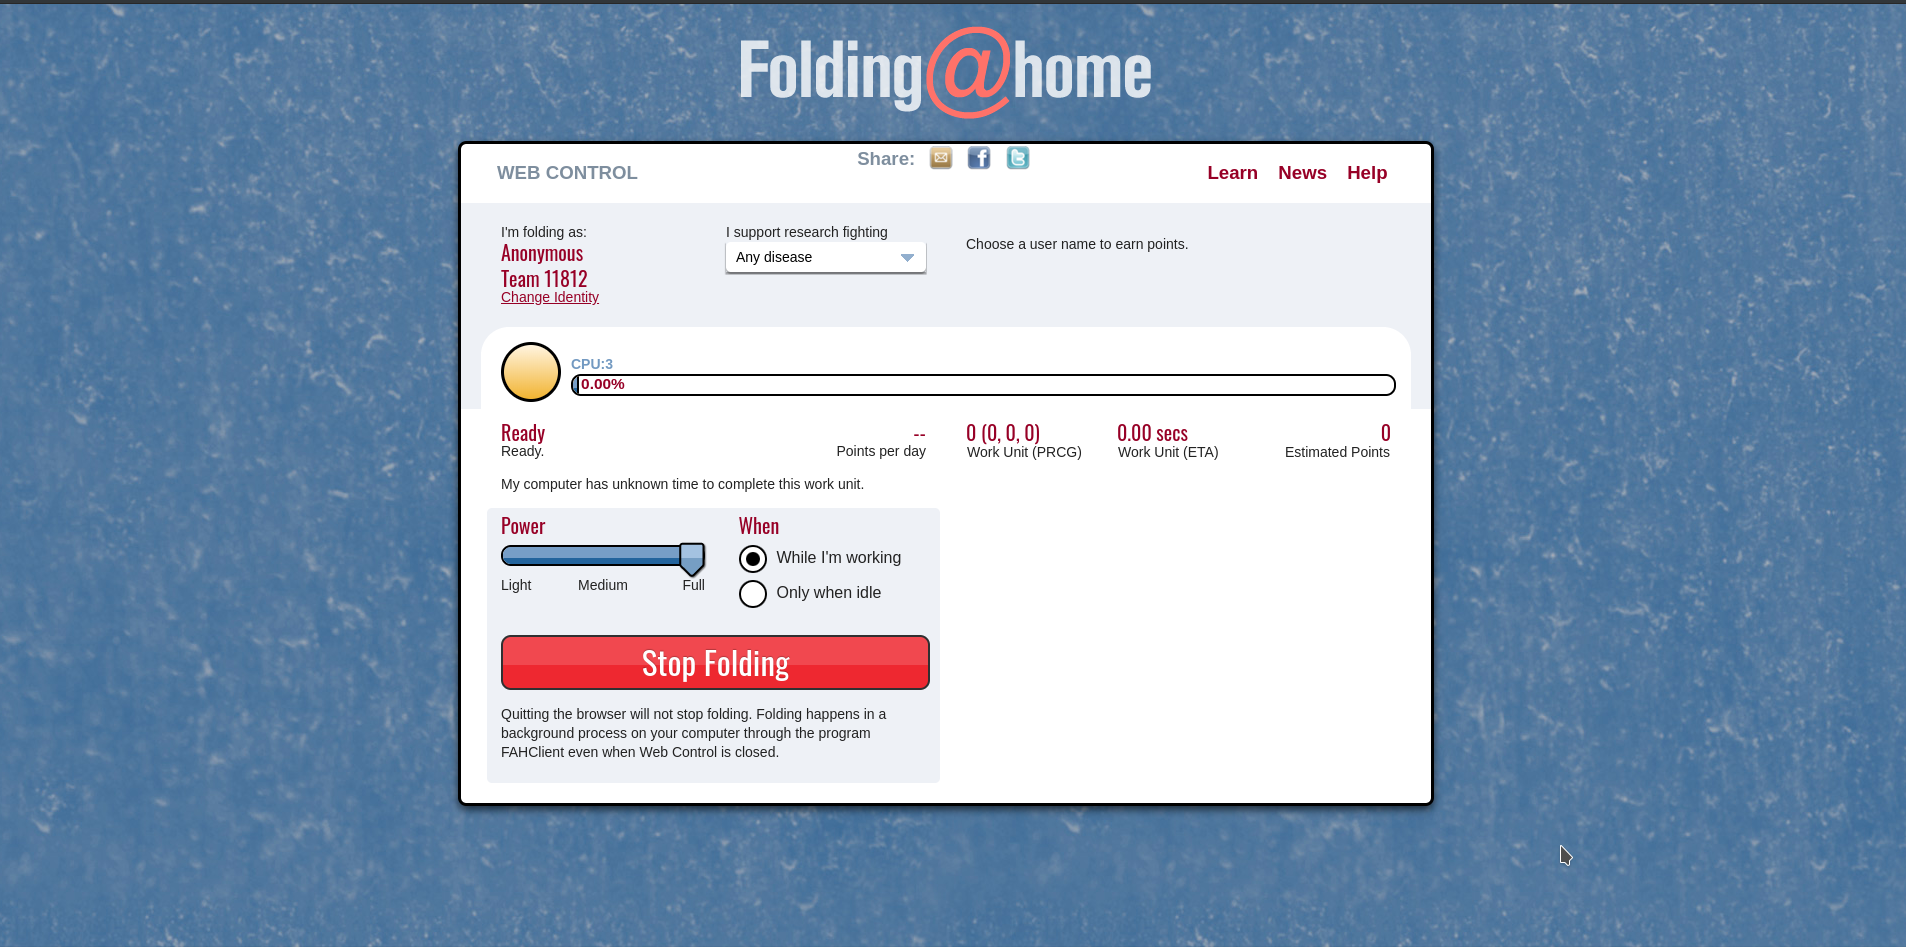 Folding@home
WEB CONTROL
Share:
Learn News Help
I'm folding as:
Anonymous
Team 11812
Change Identity
I support research fighting
Any disease
Choose a user name to earn points.
CPU:3
0.00%
Ready
Ready.
--
Points per day
0 (0, 0, 0)
Work Unit (PRCG)
0.00 secs
Work Unit (ETA)
0
Estimated Points
My computer has unknown time to complete this work unit.
Power
Light Medium Full
When
While I'm working
Only when idle
Stop Folding
Quitting the browser will not stop folding. Folding happens in a
background process on your computer through the program
FAHClient even when Web Control is closed.